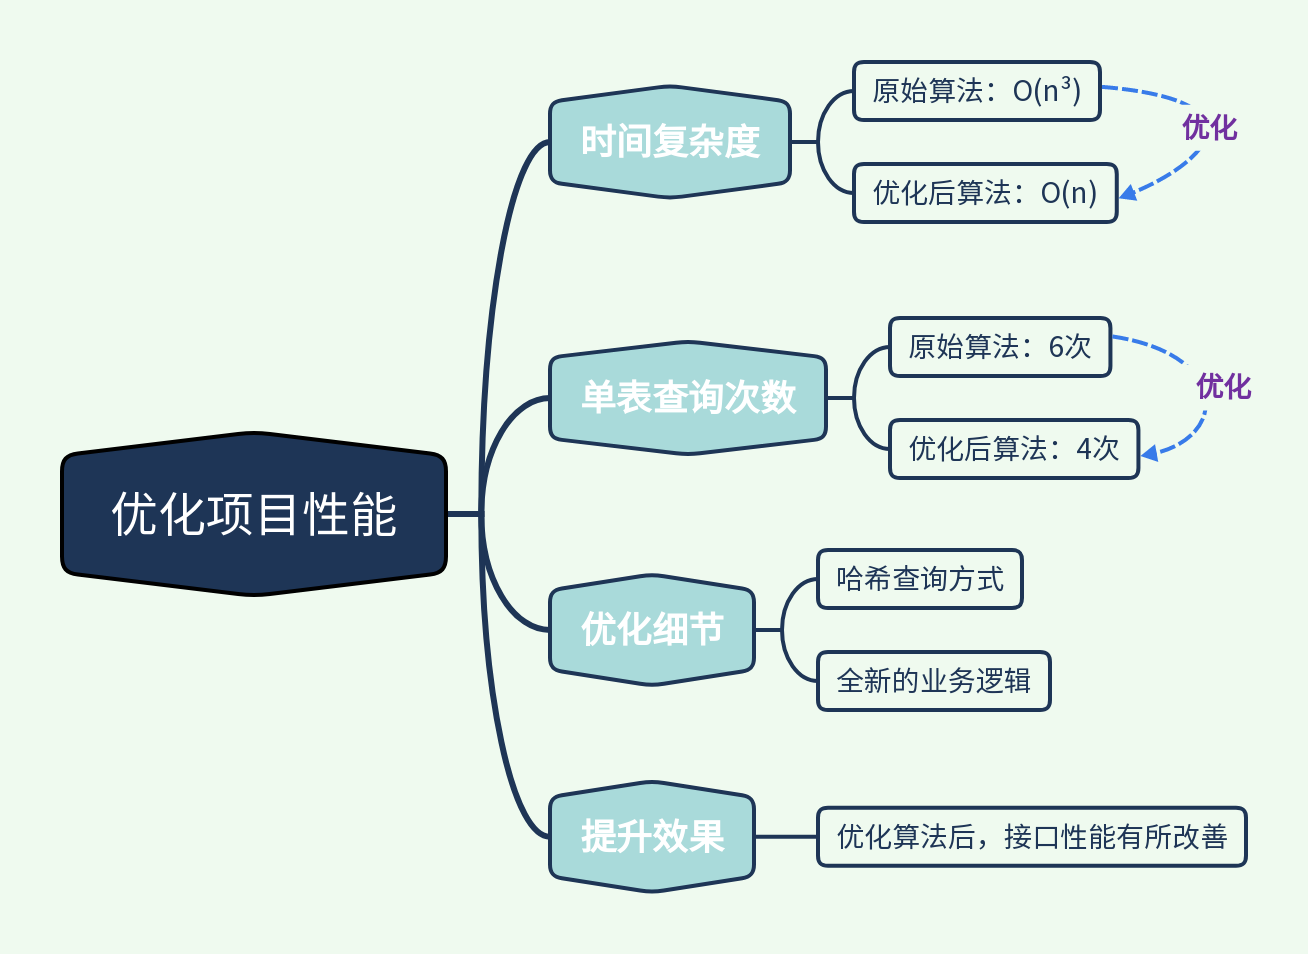 优化项目性能
时间复杂度
原始算法：O(n³)
优化后算法：O(n)
优化
单表查询次数
原始算法：6次
优化后算法：4次
优化
优化细节
哈希查询方式
全新的业务逻辑
提升效果
优化算法后，接口性能有所改善